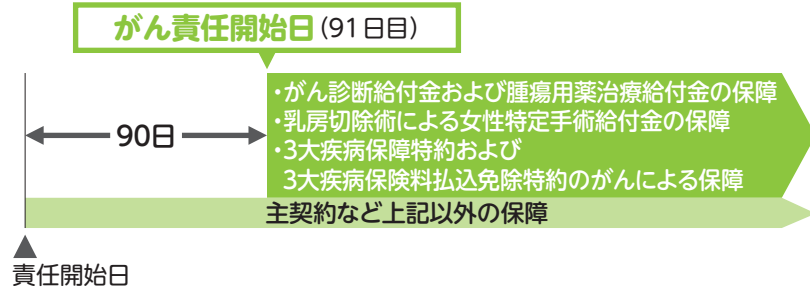 がん責任開始日(91日目)
・がん診断給付金および腫瘍用薬治療給付金の保障
90日
・乳房切除術による女性特定手術給付金の保障
・3大疾病保障特約および
3大疾病保険料払込免除特約のがんによる保障
主契約など上記以外の保障
責任開始日